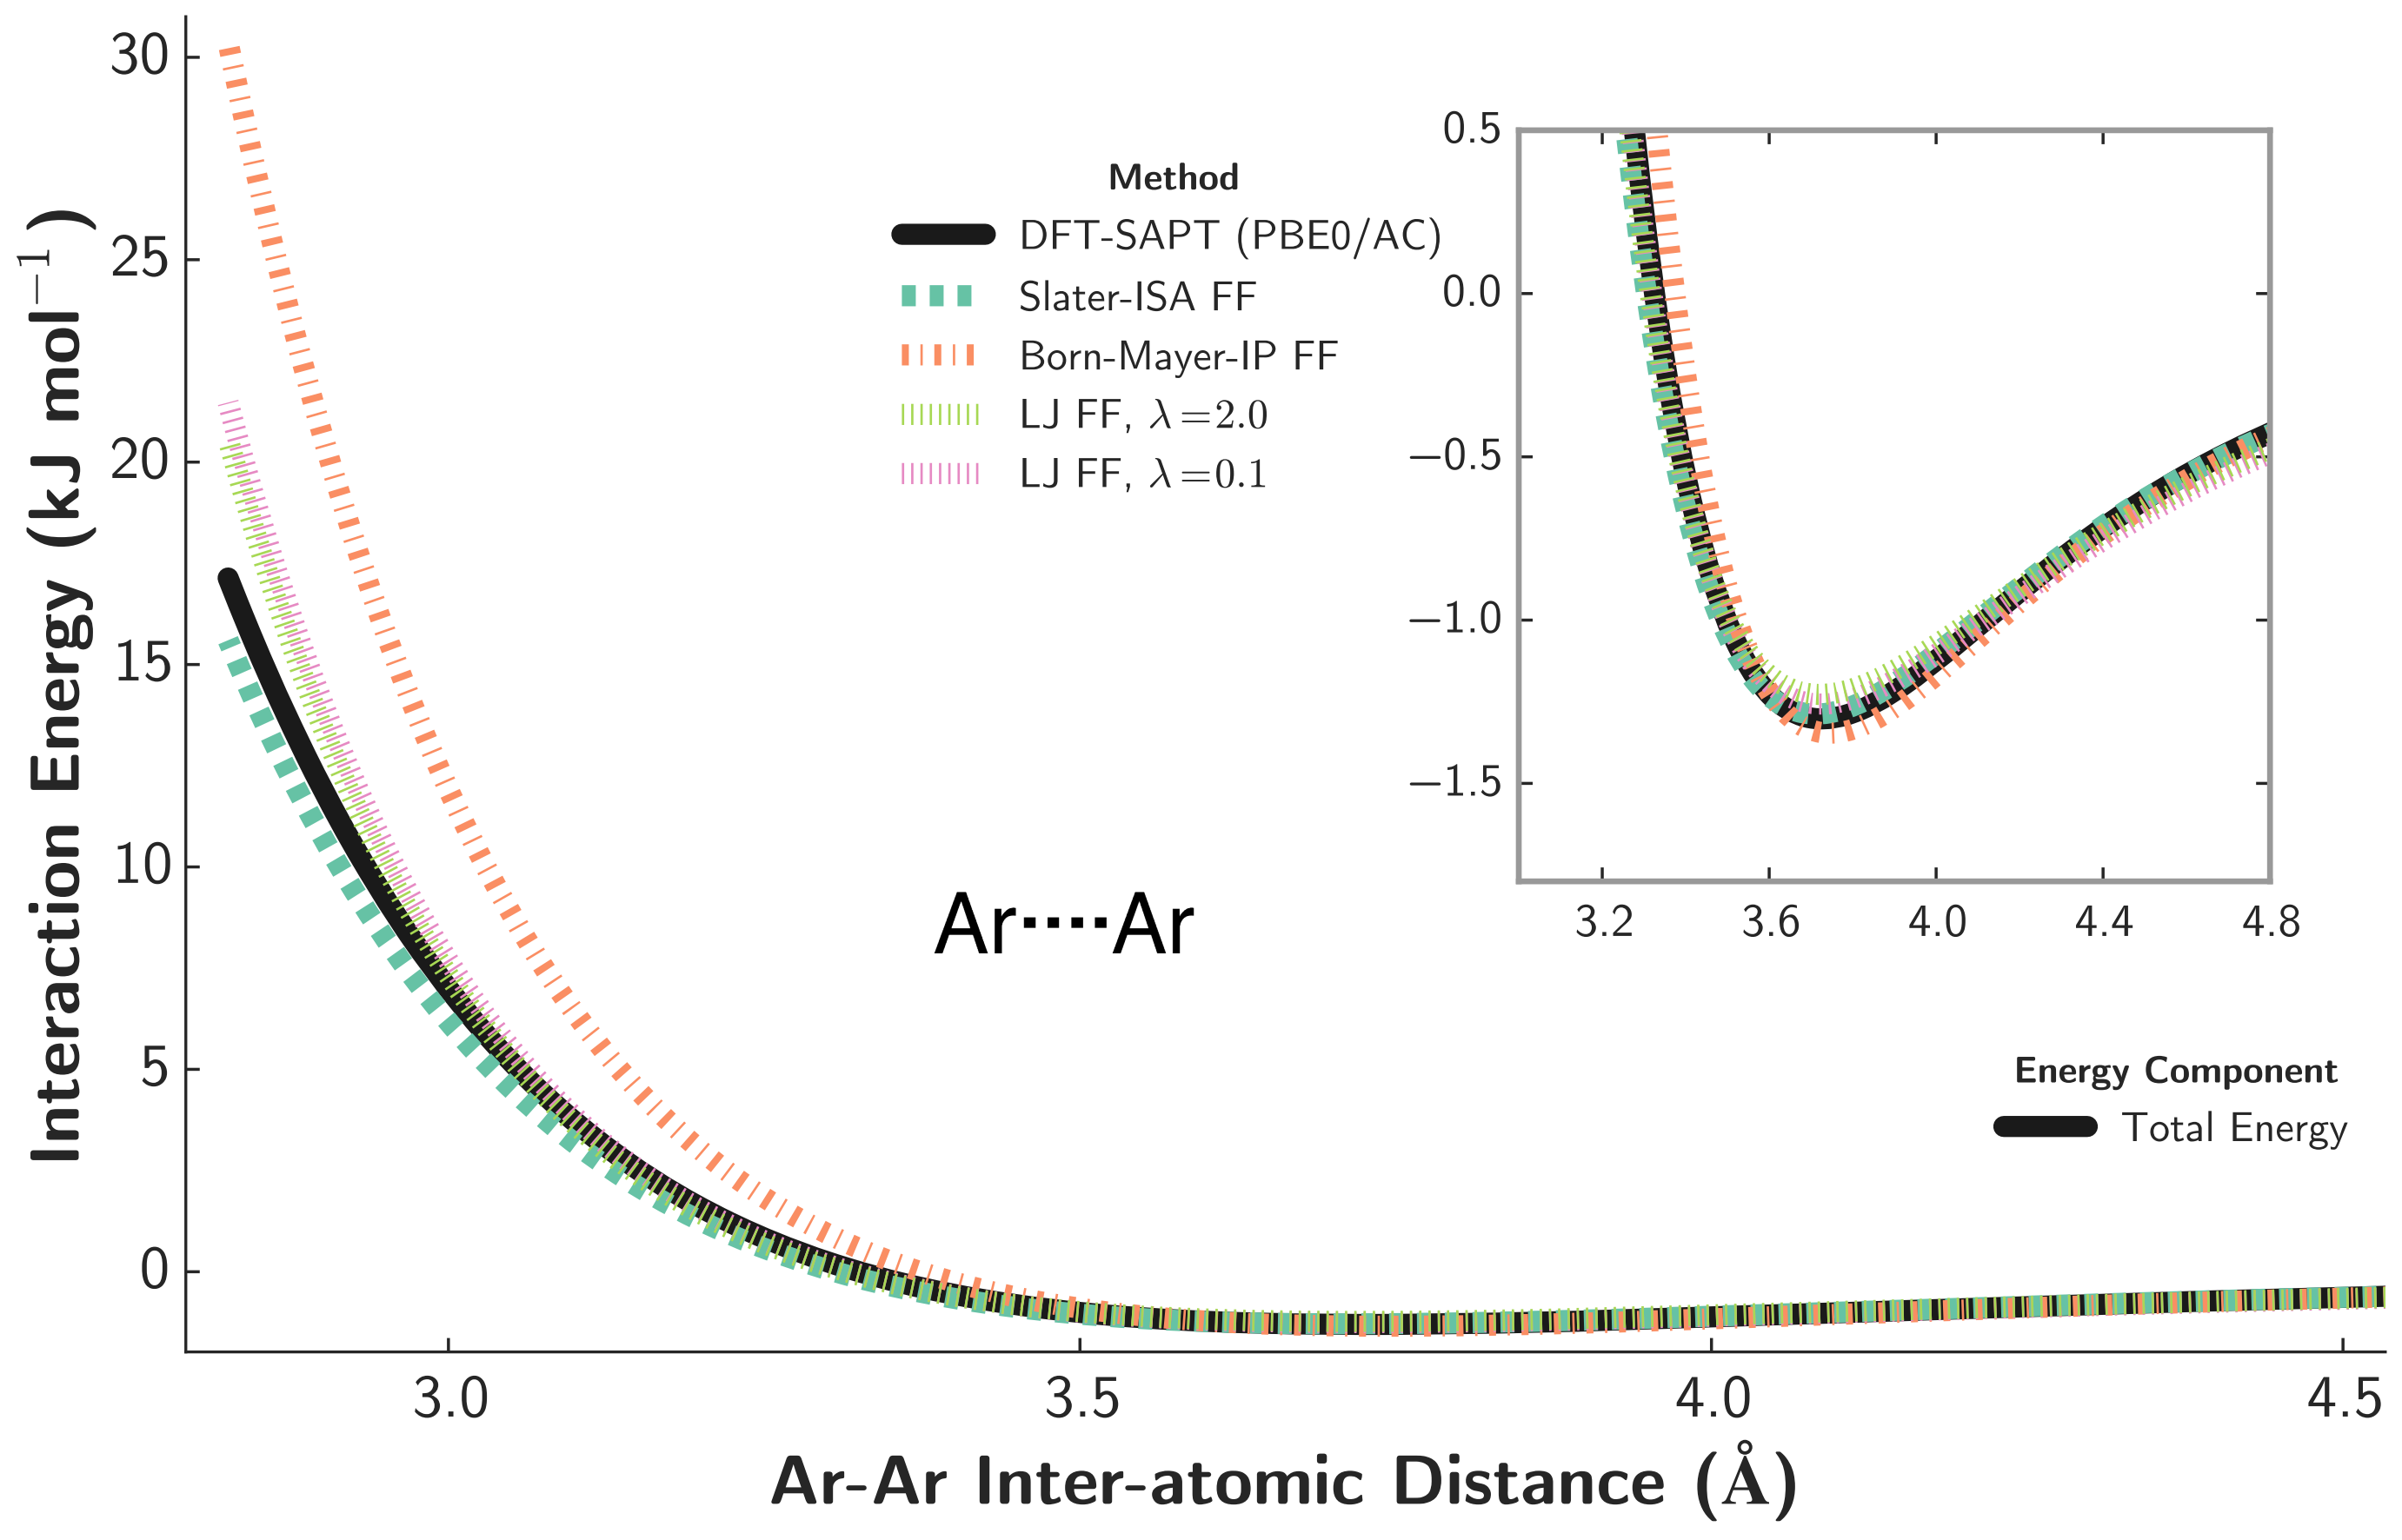 Interaction Energy (kJ mol⁻¹)
30
25
20
15
10
5
0
Method
DFT-SAPT (PBE0/AC)
Slater-ISA FF
Born-Mayer-IP FF
LJ FF, λ=2.0
LJ FF, λ=0.1
0.5
0.0
−0.5
−1.0
−1.5
3.2 3.6 4.0 4.4 4.8
Ar····Ar
Energy Component
Total Energy
3.0 3.5 4.0 4.5
Ar-Ar Inter-atomic Distance (Å)